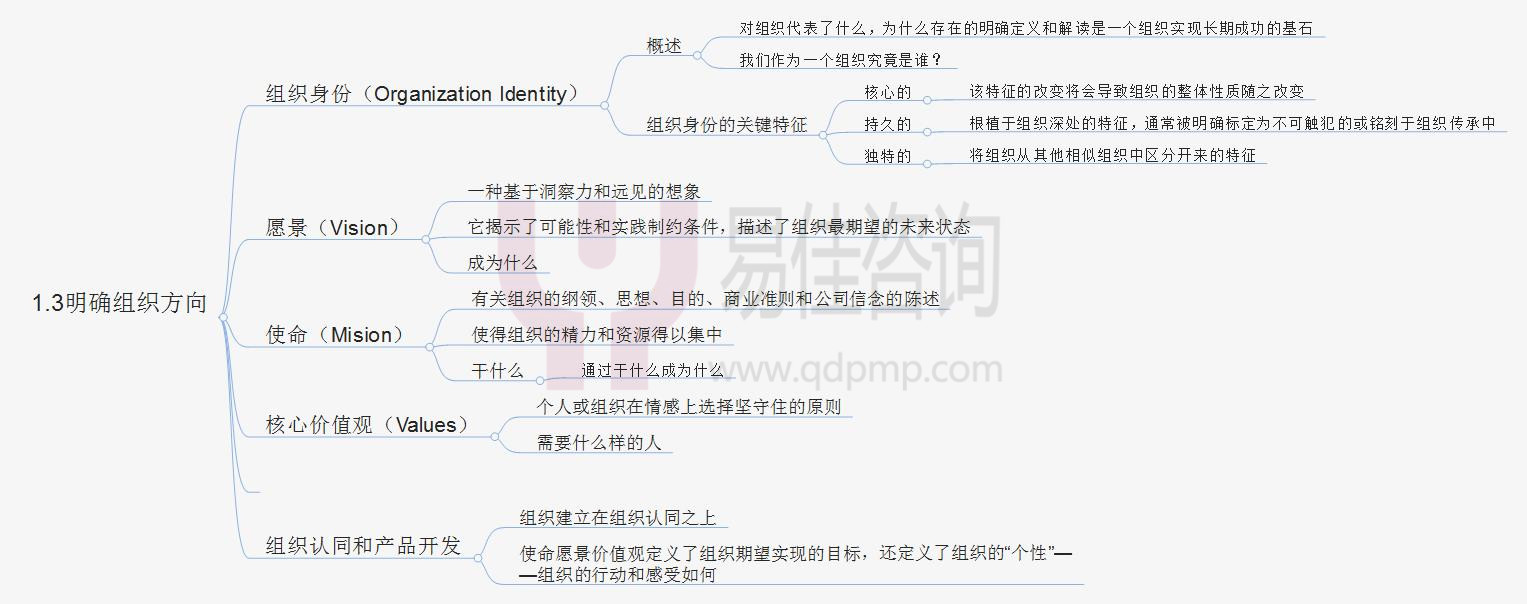 1.3明确组织方向
组织身份（Organization Identity）
概述
对组织代表了什么，为什么存在的明确定义和解读是一个组织实现长期成功的基石
我们作为一个组织究竟是谁？
组织身份的关键特征
核心的
该特征的改变将会导致组织的整体性质随之改变
持久的
根植于组织深处的特征，通常被明确标定为不可触犯的或铭刻于组织传承中
独特的
将组织从其他相似组织中区分开来的特征
愿景（Vision）
一种基于洞察力和远见的想象
它揭示了可能性和实践制约条件，描述了组织最期望的未来状态
成为什么
使命（Mision）
有关组织的纲领、思想、目的、商业准则和公司信念的陈述
使得组织的精力和资源得以集中
干什么
通过干什么成为什么
核心价值观（Values）
个人或组织在情感上选择坚守住的原则
需要什么样的人
组织认同和产品开发
组织建立在组织认同之上
使命愿景价值观定义了组织期望实现的目标，还定义了组织的“个性”—
—组织的行动和感受如何
易佳咨询
www.qdpmp.com